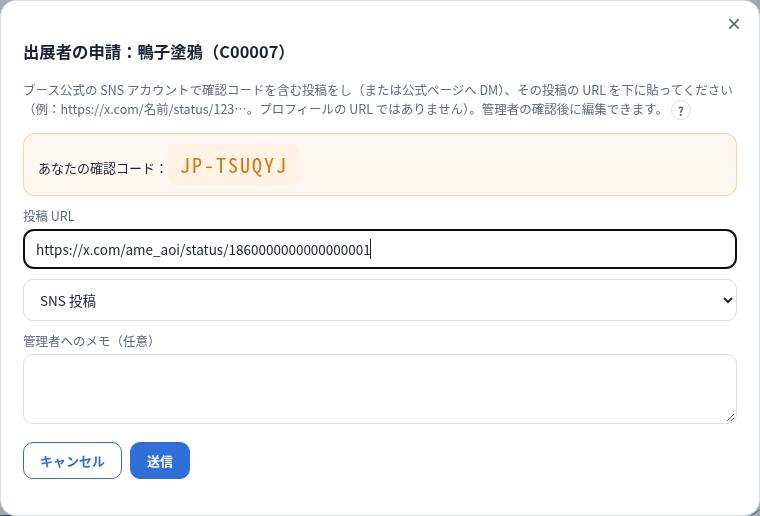 ×
出展者の申請：鴨子塗鴉（C00007）
ブース公式の SNS アカウントで確認コードを含む投稿をし（または公式ページへ DM）、その投稿の URL を下に貼ってください
（例：https://x.com/名前/status/123…。プロフィールの URL ではありません）。管理者の確認後に編集できます。 ?
あなたの確認コード： JP-TSUQYJ
投稿 URL
https://x.com/ame_aoi/status/1860000000000000001
SNS 投稿
管理者へのメモ（任意）
キャンセル 送信